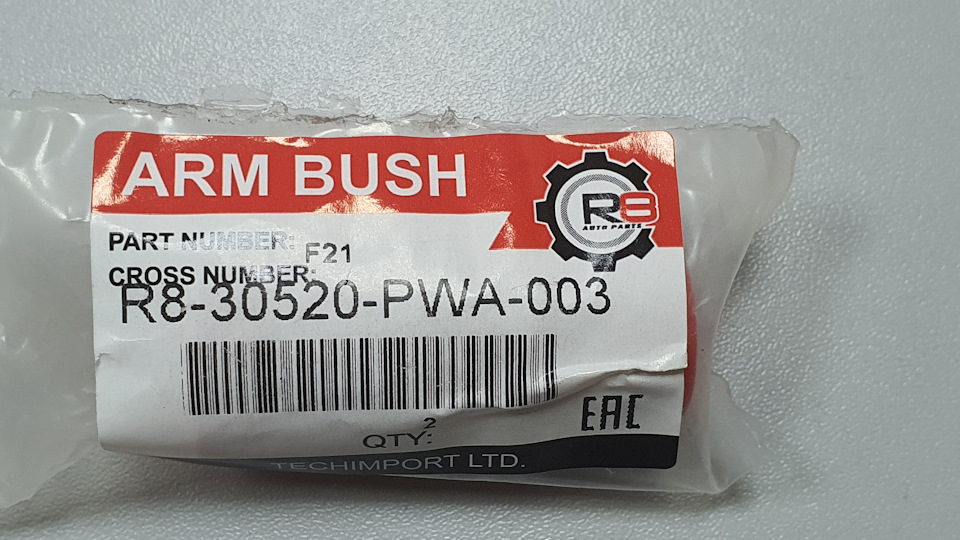 ARM BUSH
R8
AUTO PARTS
PART NUMBER:
F21
CROSS NUMBER:
R8-30520-PWA-003
2
QTY:
EAC
TECHIMPORT LTD.